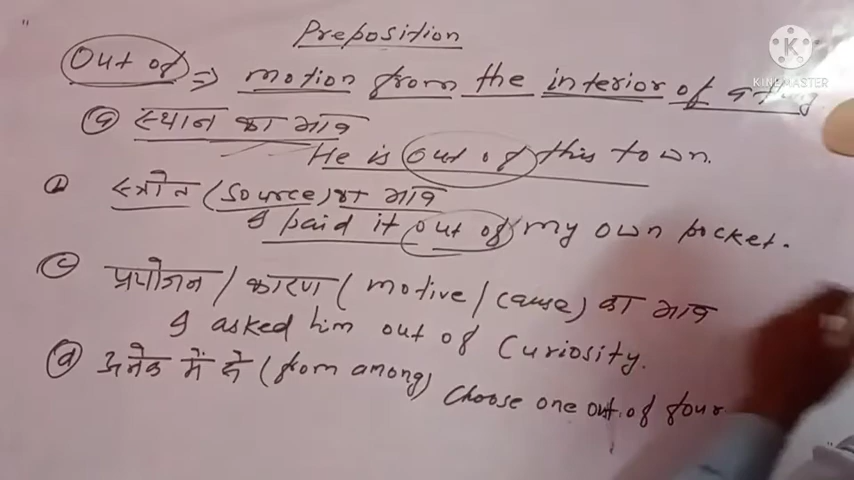 Preposition
K
KINEMASTER
Out of ⇒ motion from the interior of a thing
(a) स्थान का भाव
He is out of this town.
b स्त्रोत (source) का भाव
I paid it out of my own pocket.
(c) प्रयोजन / कारण ( motive / cause) का भाव
I asked him out of Curiosity.
(d) अनेक में से (from among) Choose one out of four